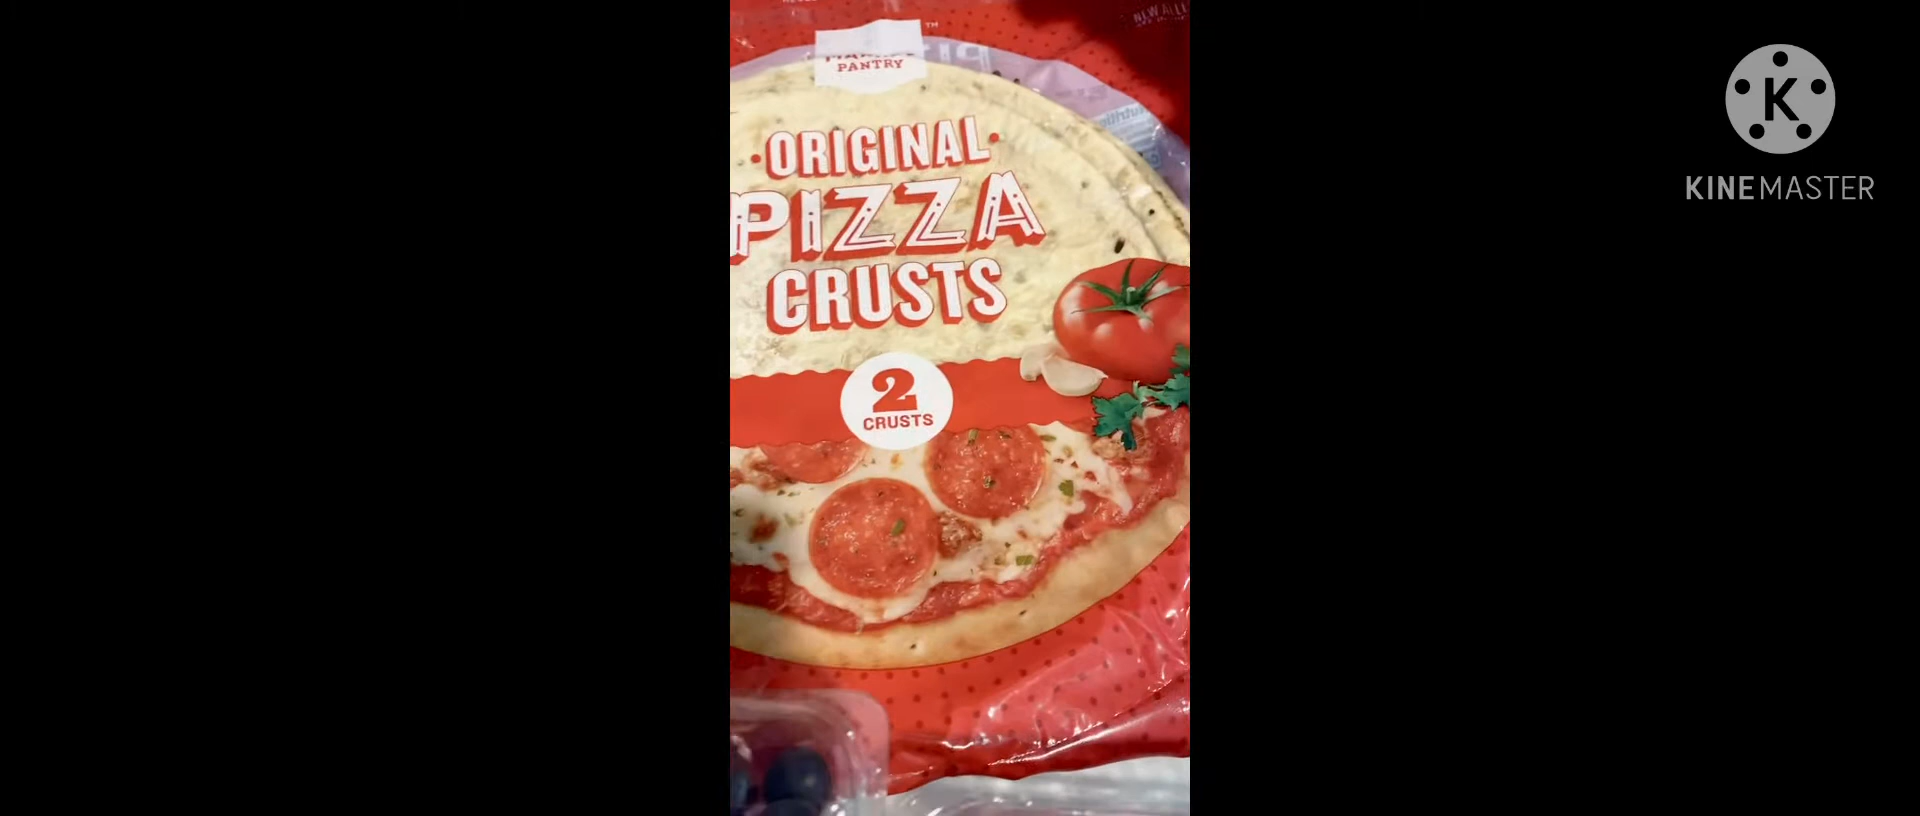 PANTRY
ORIGINAL
PIZZA
CRUSTS
2
CRUSTS
K
KINEMASTER